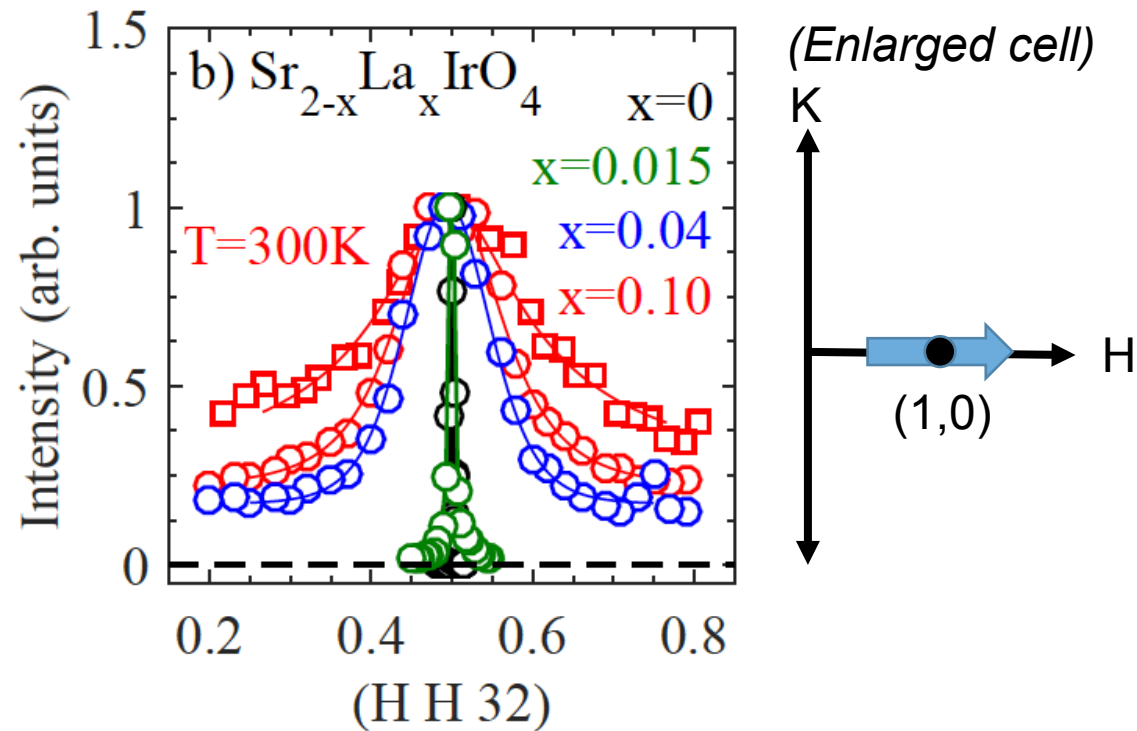 1.5
1
0.5
0
Intensity (arb. units)
b) Sr2-xLaxIrO4
x=0
x=0.015
x=0.04
x=0.10
T=300K
0.2 0.4 0.6 0.8
(H H 32)
(Enlarged cell)
K
H
(1,0)